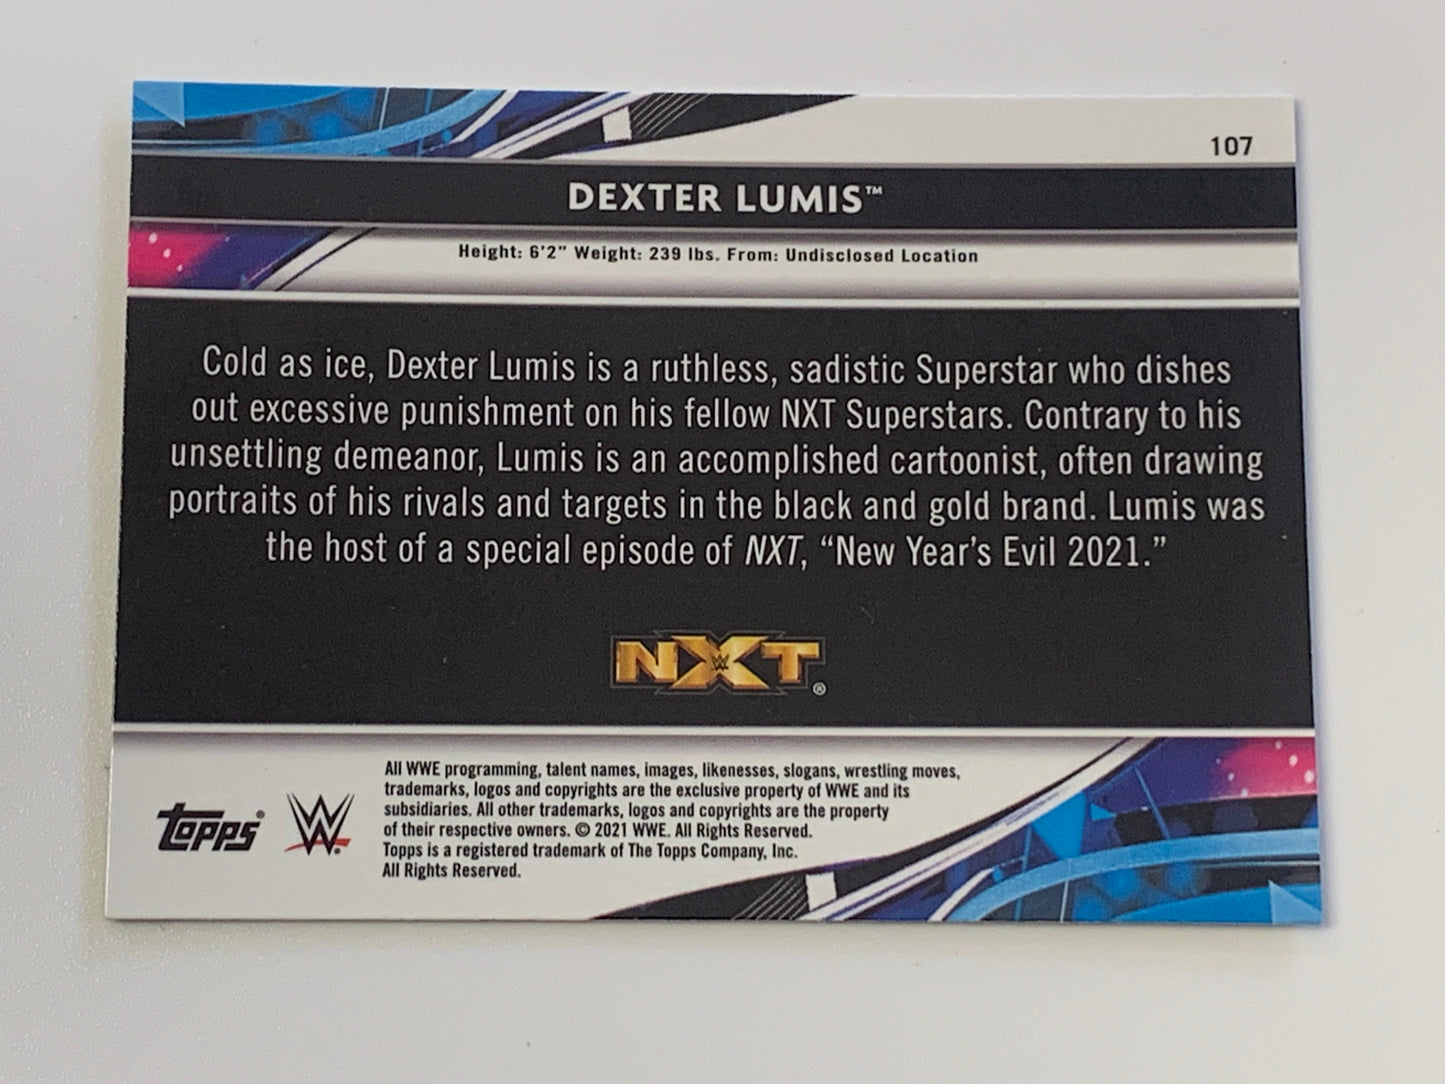 107
DEXTER LUMIS™
Height: 6'2" Weight: 239 lbs. From: Undisclosed Location
Cold as ice, Dexter Lumis is a ruthless, sadistic Superstar who dishes
out excessive punishment on his fellow NXT Superstars. Contrary to his
unsettling demeanor, Lumis is an accomplished cartoonist, often drawing
portraits of his rivals and targets in the black and gold brand. Lumis was
the host of a special episode of NXT, “New Year’s Evil 2021.”
NXT®
All WWE programming, talent names, images, likenesses, slogans, wrestling moves,
trademarks, logos and copyrights are the exclusive property of WWE and its
subsidiaries. All other trademarks, logos and copyrights are the property
of their respective owners. © 2021 WWE. All Rights Reserved.
Topps is a registered trademark of The Topps Company, Inc.
All Rights Reserved.
topps®
W